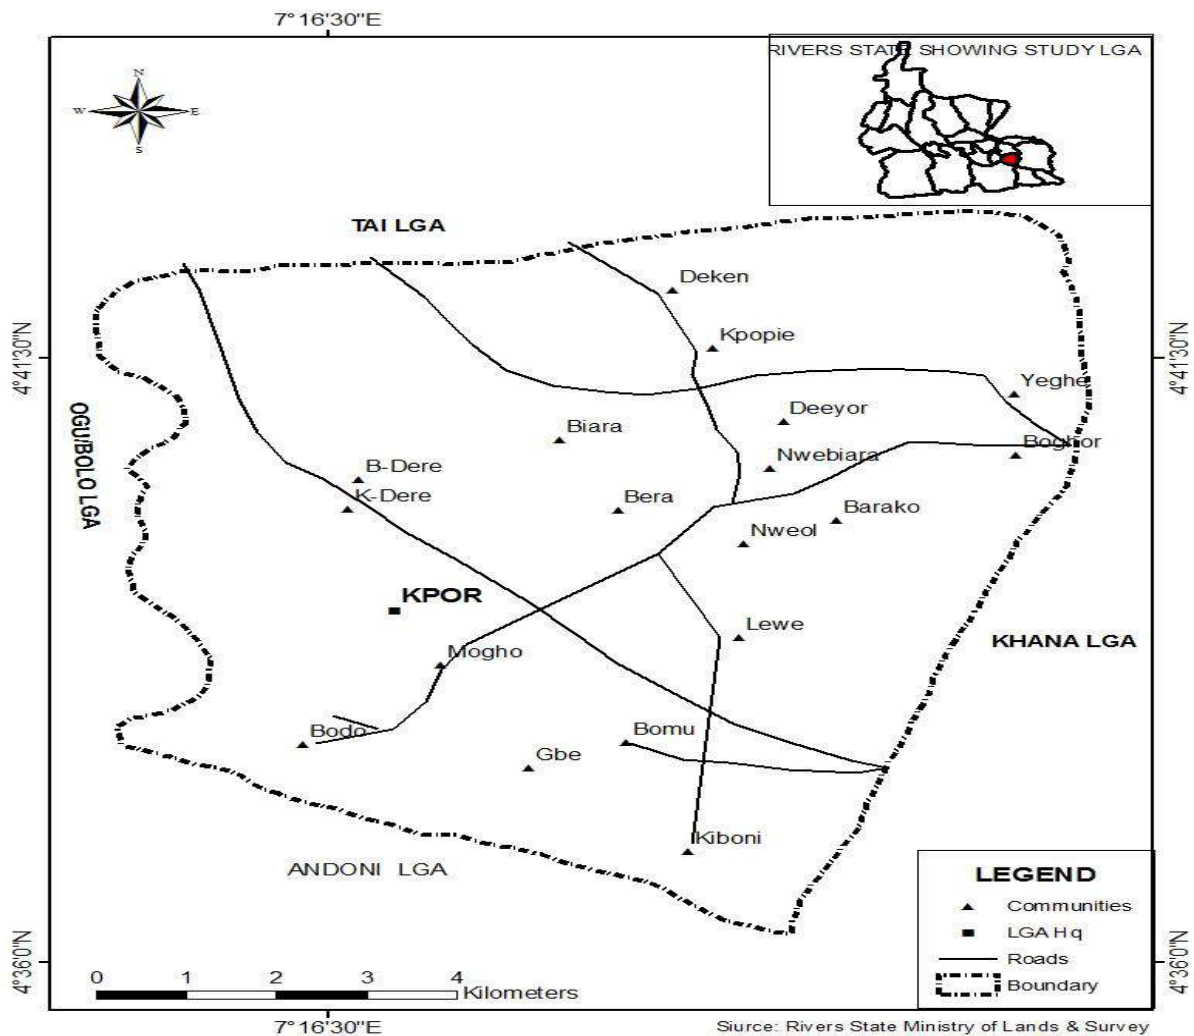 7°16'30"E
RIVERS STATE SHOWING STUDY LGA
N
W E
S
TAI LGA
Deken
Kpopie
4°41'30"N
4°41'30"N
Yeghe
Deeyor
OGU/BOLO LGA
Biara
Boghor
Nwebiara
B-Dere
K-Dere
Bera
Barako
Nweol
KPOR
Lewe
KHANA LGA
Mogho
Bodo
Bomu
Gbe
Kiboni
ANDONI LGA
LEGEND
Communities
LGA Hq
Roads
Boundary
4°36'0"N
4°36'0"N
0 1 2 3 4
Kilometers
7°16'30"E
Siurce: Rivers State Ministry of Lands & Survey